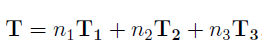 T = n₁T₁ + n₂T₂ + n₃T₃